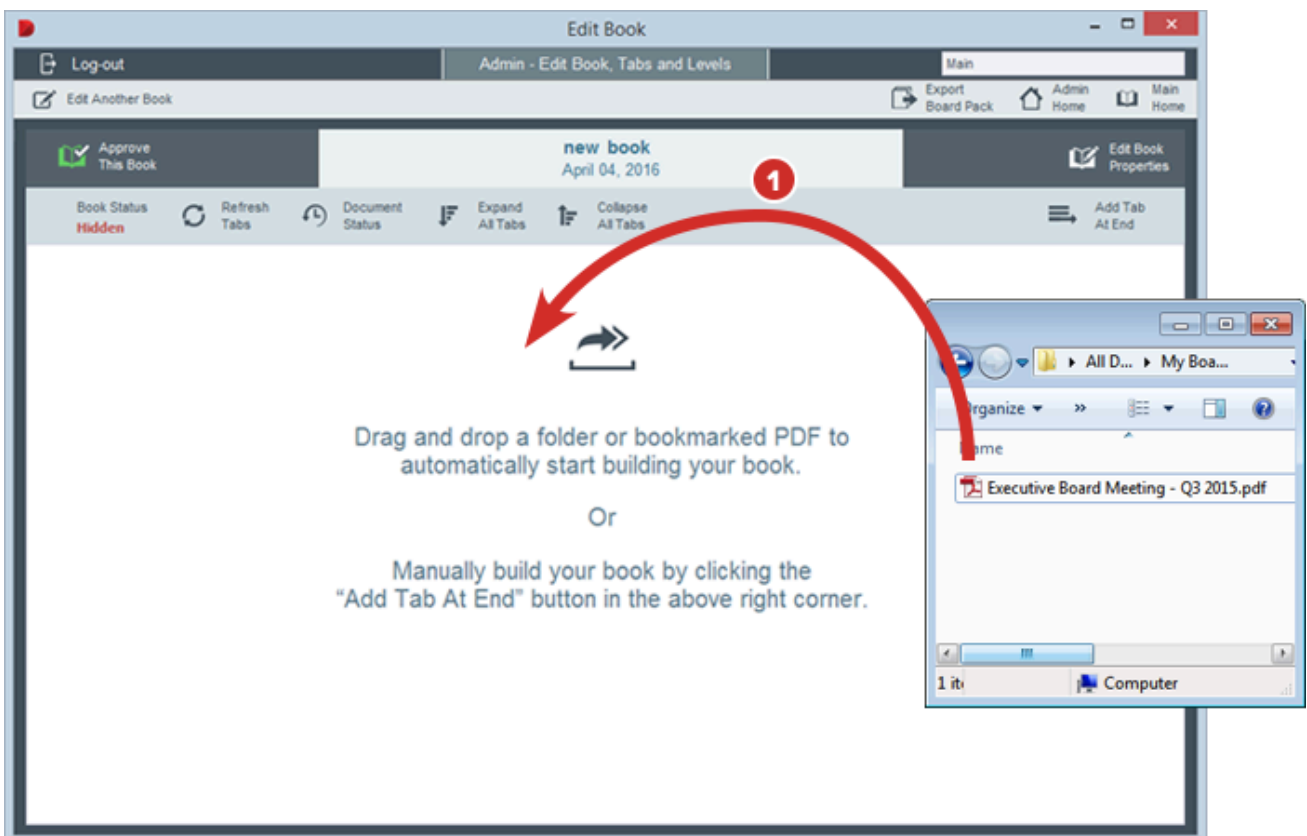 Edit Book
Log-out
Admin - Edit Book, Tabs and Levels
Main
Edit Another Book
Export
Board Pack
Admin
Home
Main
Home
Approve
This Book
new book
April 04, 2016
Edit Book
Properties
1
Book Status
Hidden
Refresh
Tabs
Document
Status
Expand
All Tabs
Collapse
All Tabs
Add Tab
At End
Drag and drop a folder or bookmarked PDF to
automatically start building your book.
Or
Manually build your book by clicking the
“Add Tab At End” button in the above right corner.
All D... My Boa...
Organize »
Name
Executive Board Meeting - Q3 2015.pdf
1 Computer